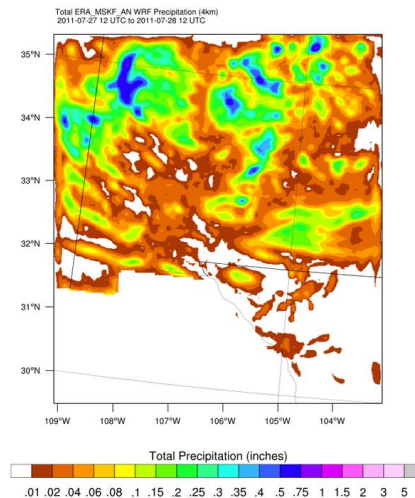 Total ERA_MSKF_AN WRF Precipitation (4km)
2011-07-27 12 UTC to 2011-07-28 12 UTC
35°N
34°N
33°N
32°N
31°N
30°N
109°W 108°W 107°W 106°W 105°W 104°W
Total Precipitation (inches)
.01 .02 .04 .06 .08 .1 .15 .2 .25 .3 .35 .4 .5 .75 1 1.5 2 3 5